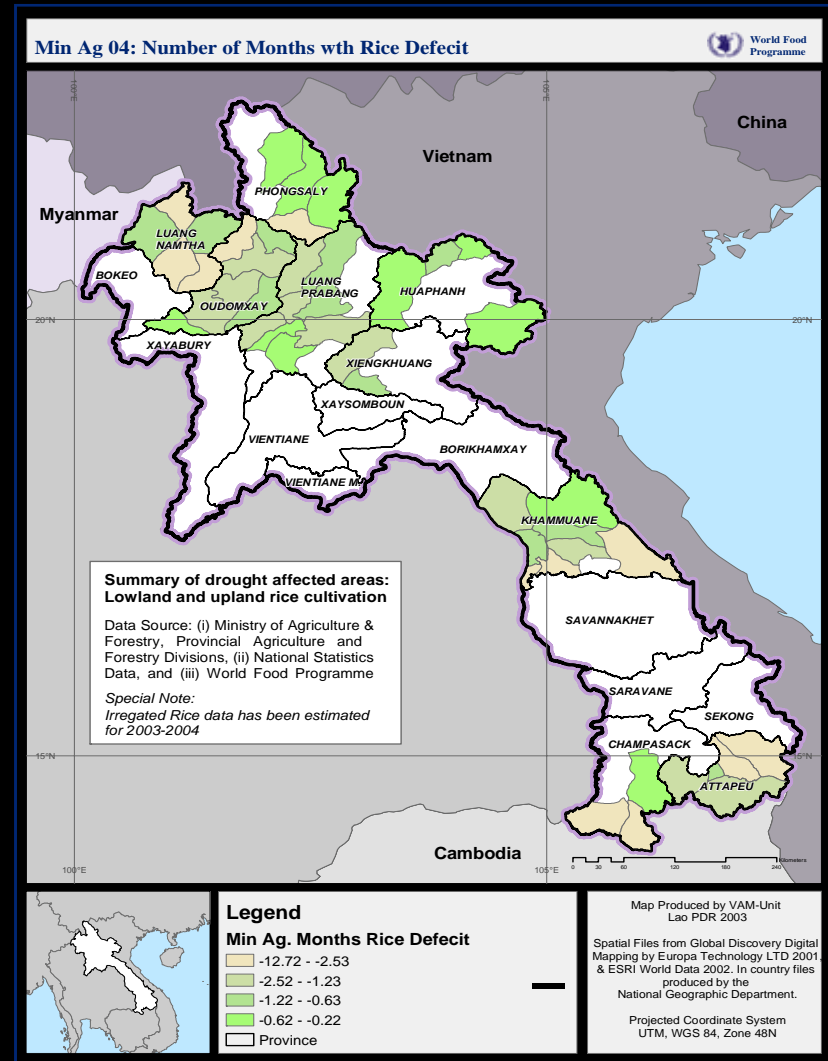 Min Ag 04: Number of Months wth Rice Defecit
World Food
Programme
100°E
105°E
China
Vietnam
Myanmar
PHONGSALY
LUANG
NAMTHA
BOKEO
LUANG
PRABANG
HUAPHANH
OUDOMXAY
20°N
20°N
XAYABURY
XIENGKHUANG
XAYSOMBOUN
VIENTIANE
BORIKHAMXAY
VIENTIANE M.
KHAMMUANE
Summary of drought affected areas:
Lowland and upland rice cultivation
Data Source: (i) Ministry of Agriculture &
Forestry, Provincial Agriculture and
Forestry Divisions, (ii) National Statistics
Data, and (iii) World Food Programme
Special Note:
Irregated Rice data has been estimated
for 2003-2004
SAVANNAKHET
SARAVANE
SEKONG
CHAMPASACK
15°N
15°N
ATTAPEU
Cambodia
Kilometers
0 30 60 120 180 240
100°E
105°E
Legend
Min Ag. Months Rice Defecit
-12.72 - -2.53
-2.52 - -1.23
-1.22 - -0.63
-0.62 - -0.22
Province
Map Produced by VAM-Unit
Lao PDR 2003
Spatial Files from Global Discovery Digital
Mapping by Europa Technology LTD 2001,
& ESRI World Data 2002. In country files
produced by the
National Geographic Department.
Projected Coordinate System
UTM, WGS 84, Zone 48N